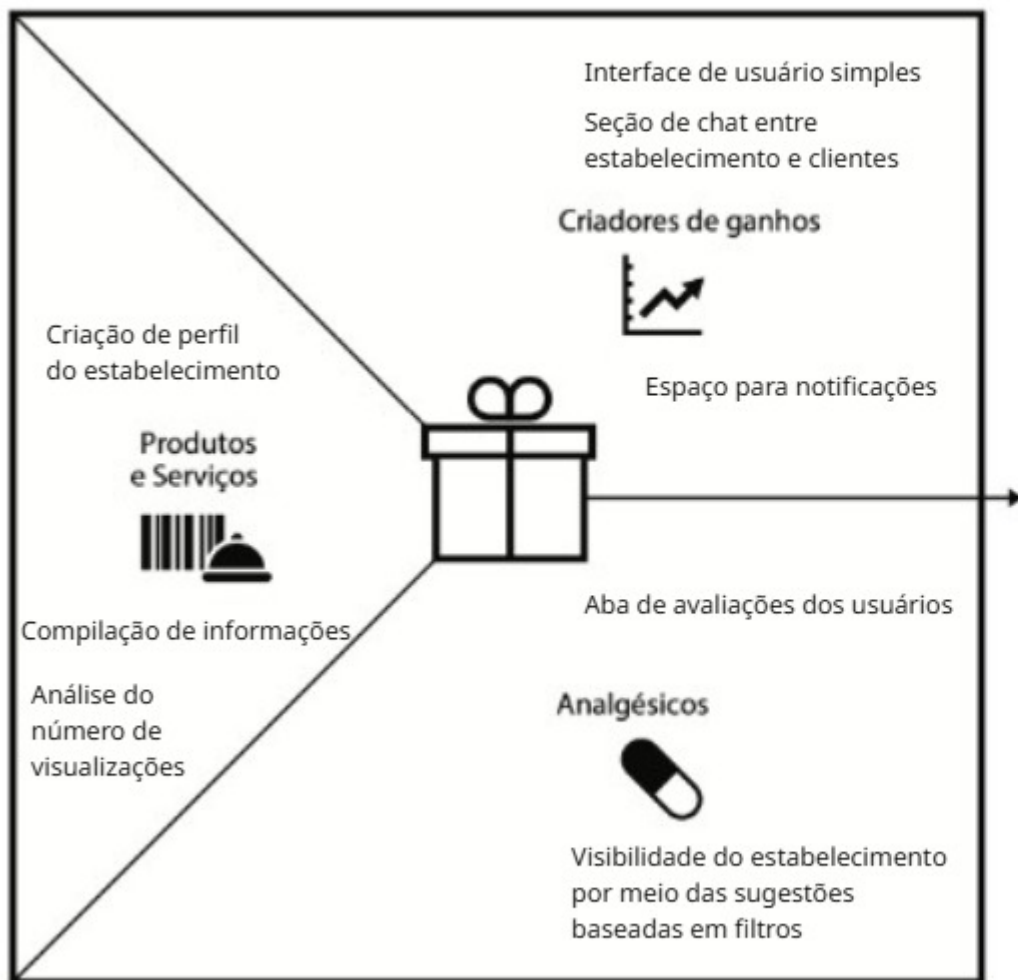 Interface de usuário simples
Seção de chat entre
estabelecimento e clientes
Criadores de ganhos
Espaço para notificações
Criação de perfil
do estabelecimento
Produtos
e Serviços
Compilação de informações
Análise do
número de
visualizações
Aba de avaliações dos usuários
Analgésicos
Visibilidade do estabelecimento
por meio das sugestões
baseadas em filtros